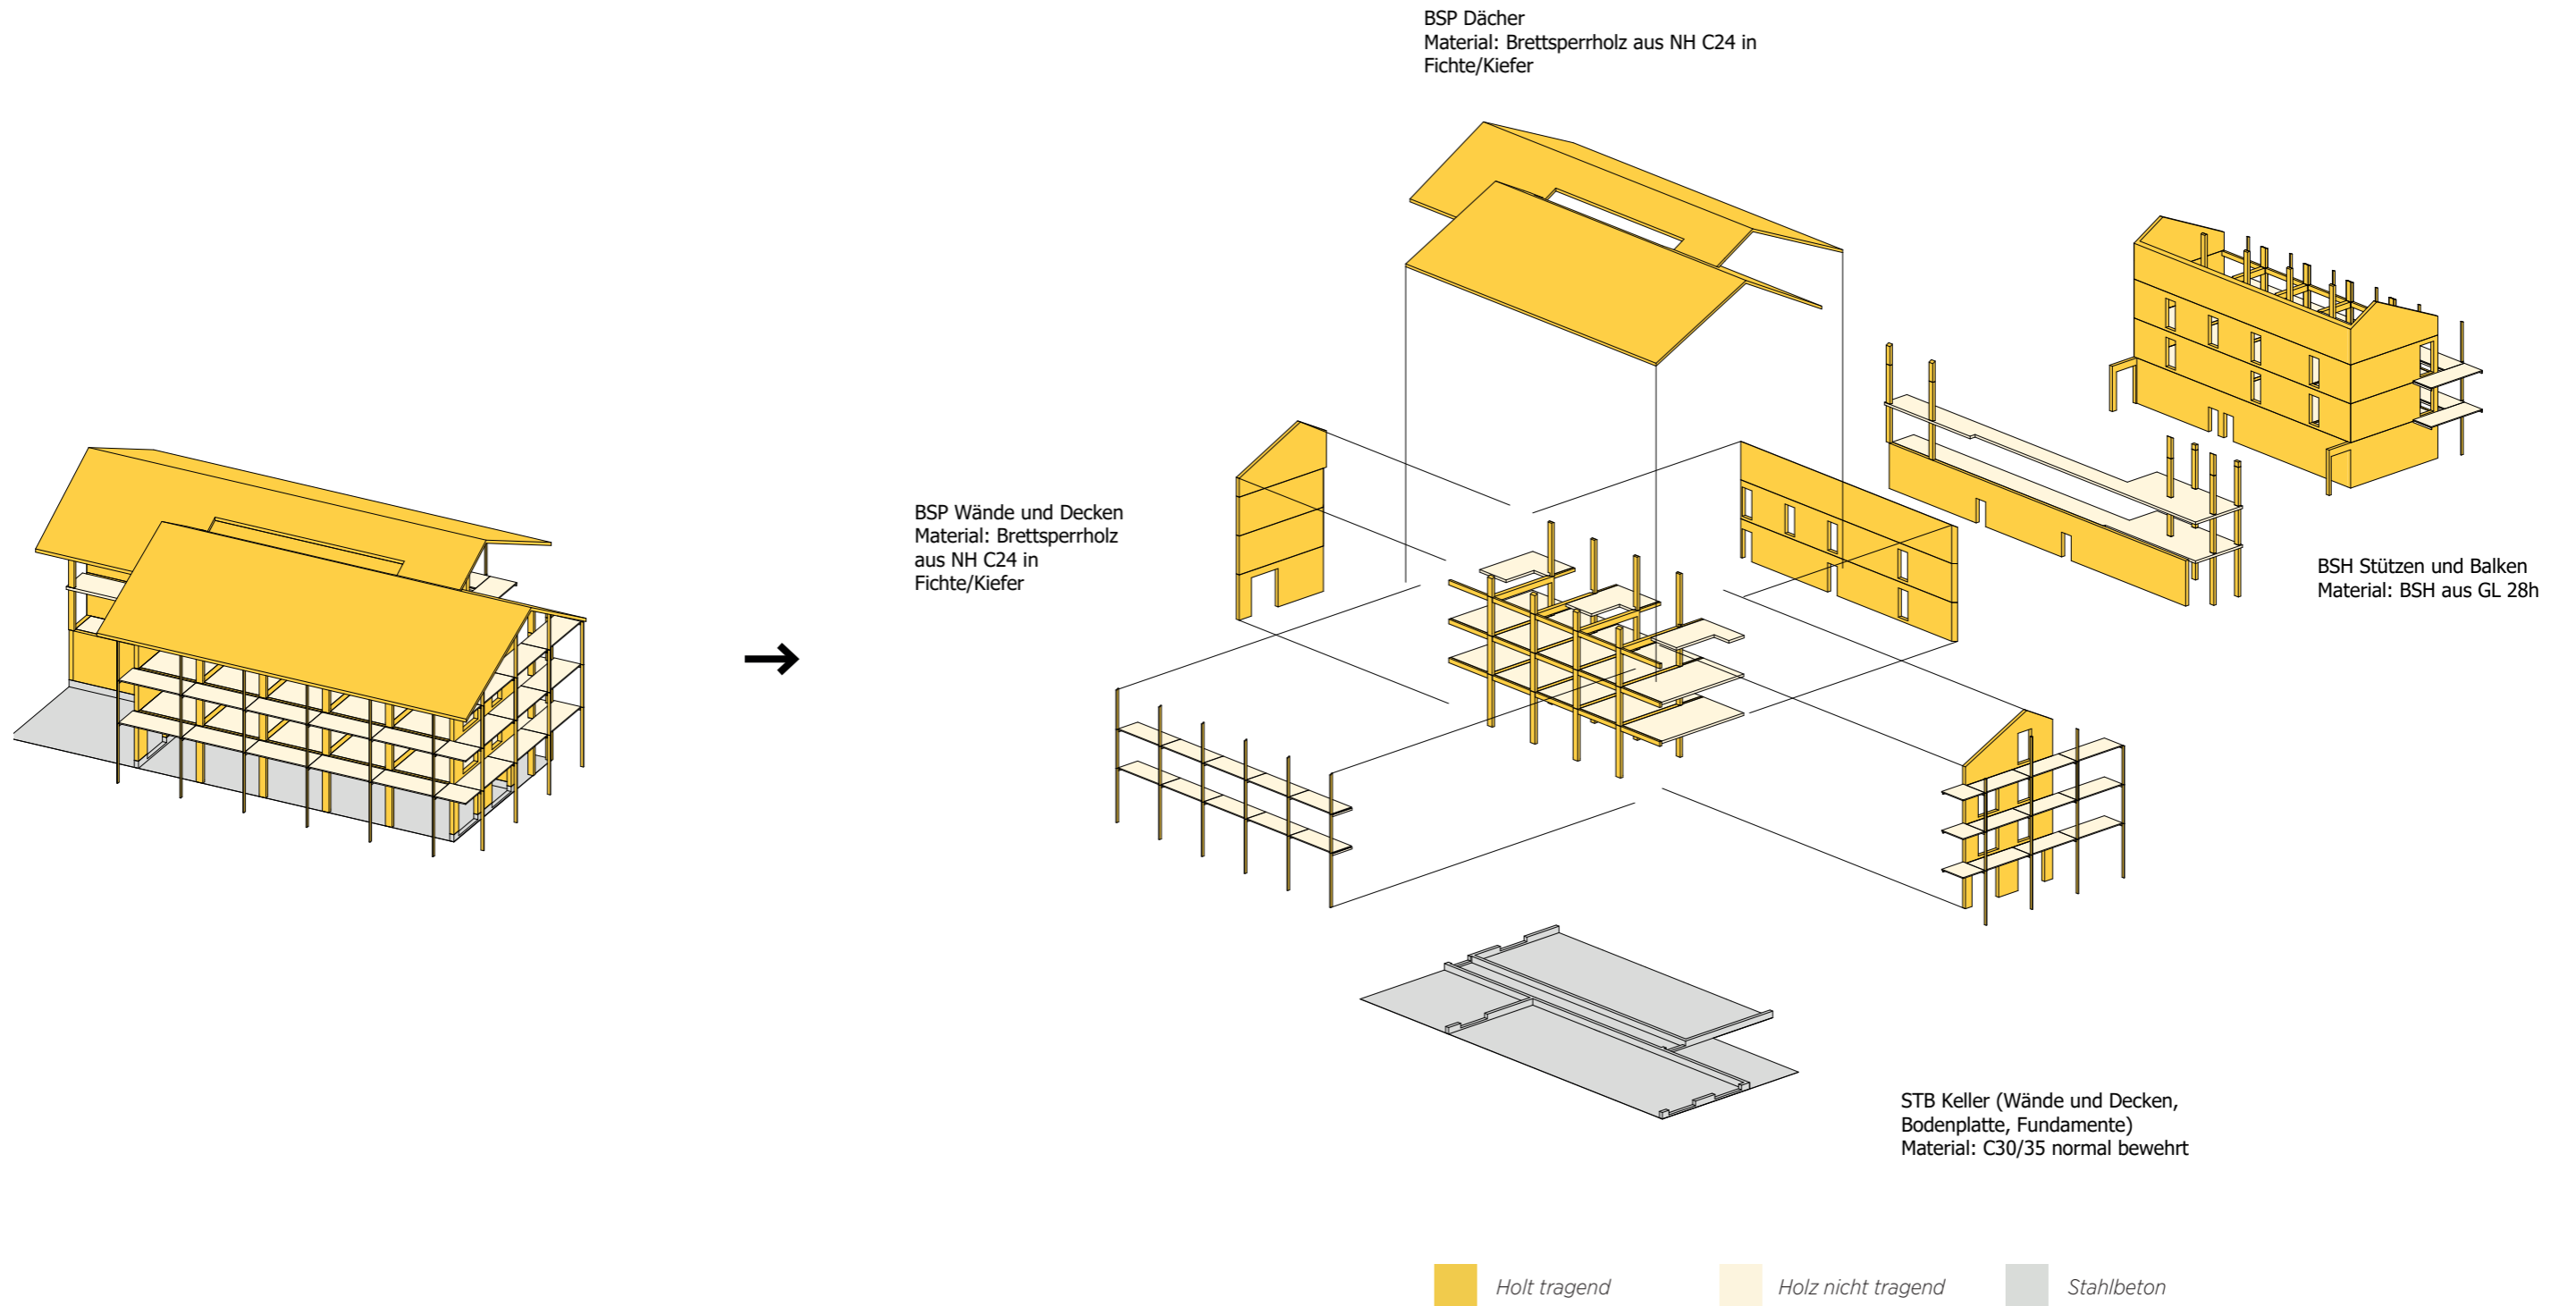 BSP Dächer
Material: Brettsperrholz aus NH C24 in
Fichte/Kiefer
BSP Wände und Decken
Material: Brettsperrholz
aus NH C24 in
Fichte/Kiefer
BSH Stützen und Balken
Material: BSH aus GL 28h
STB Keller (Wände und Decken,
Bodenplatte, Fundamente)
Material: C30/35 normal bewehrt
Holt tragend
Holz nicht tragend
Stahlbeton